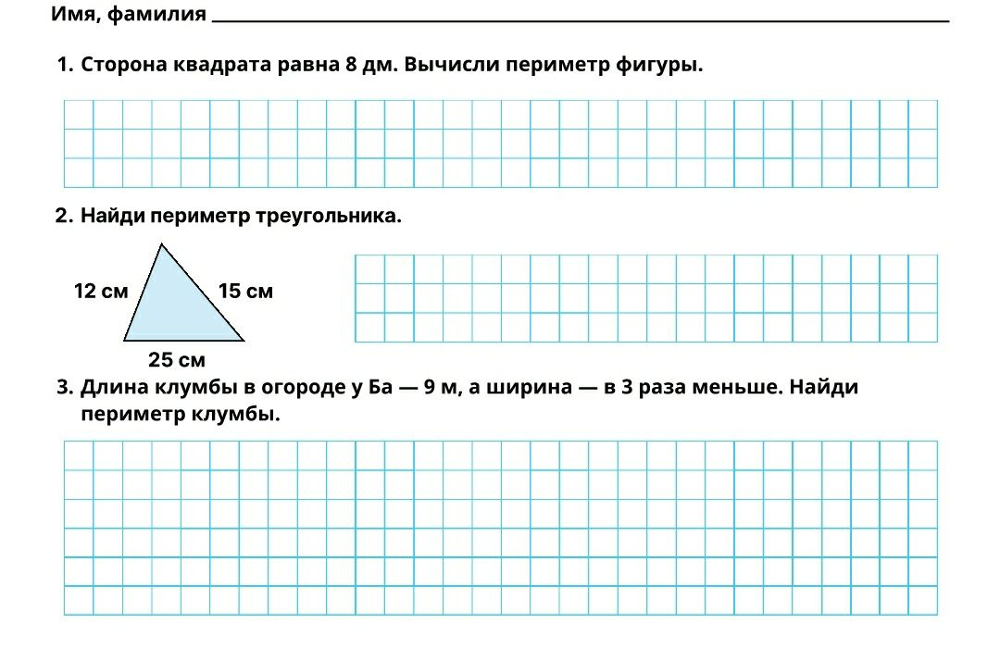 Имя, фамилия
1. Сторона квадрата равна 8 дм. Вычисли периметр фигуры.
2. Найди периметр треугольника.
12 см
15 см
25 см
3. Длина клумбы в огороде у Ба — 9 м, а ширина — в 3 раза меньше. Найди
периметр клумбы.